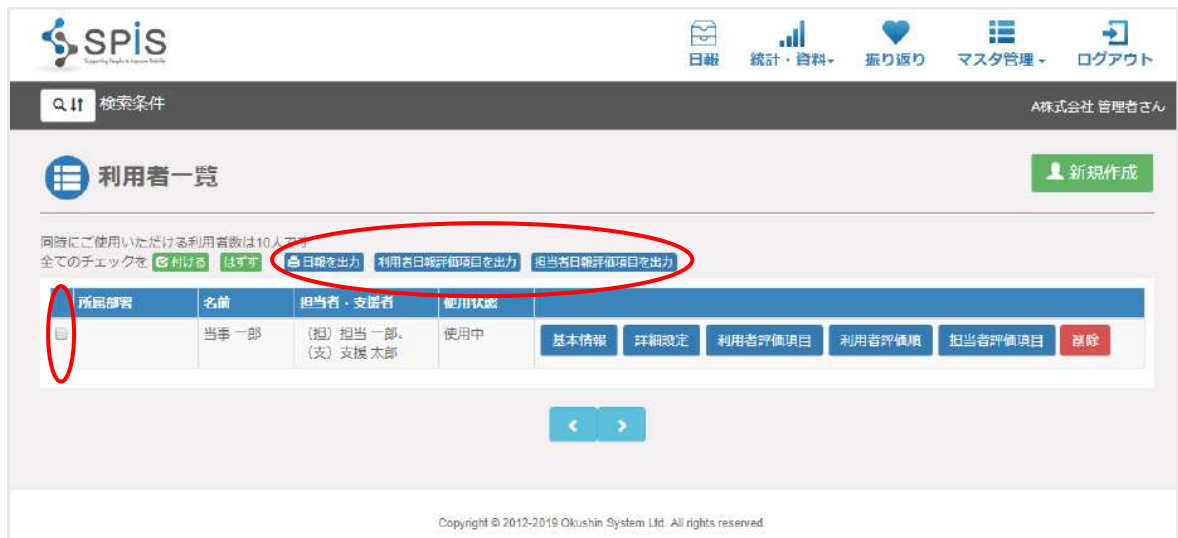 SPiS
Supporting People to Improve Stability
日報 統計・資料 振り返り マスタ管理 ログアウト
検索条件 A株式会社 管理者さん
利用者一覧 新規作成
同時にご使用いただける利用者数は10人です
全てのチェックを 付ける はずす 日報を出力 利用者日報評価項目を出力 担当者日報評価項目を出力
所属部署 名前 担当者・支援者 使用状態
当事 一郎 （担）担当 一郎、 使用中 基本情報 詳細設定 利用者評価項目 利用者評価順 担当者評価項目 削除
（支）支援 太郎
Copyright © 2012-2019 Okushin System Ltd. All rights reserved.